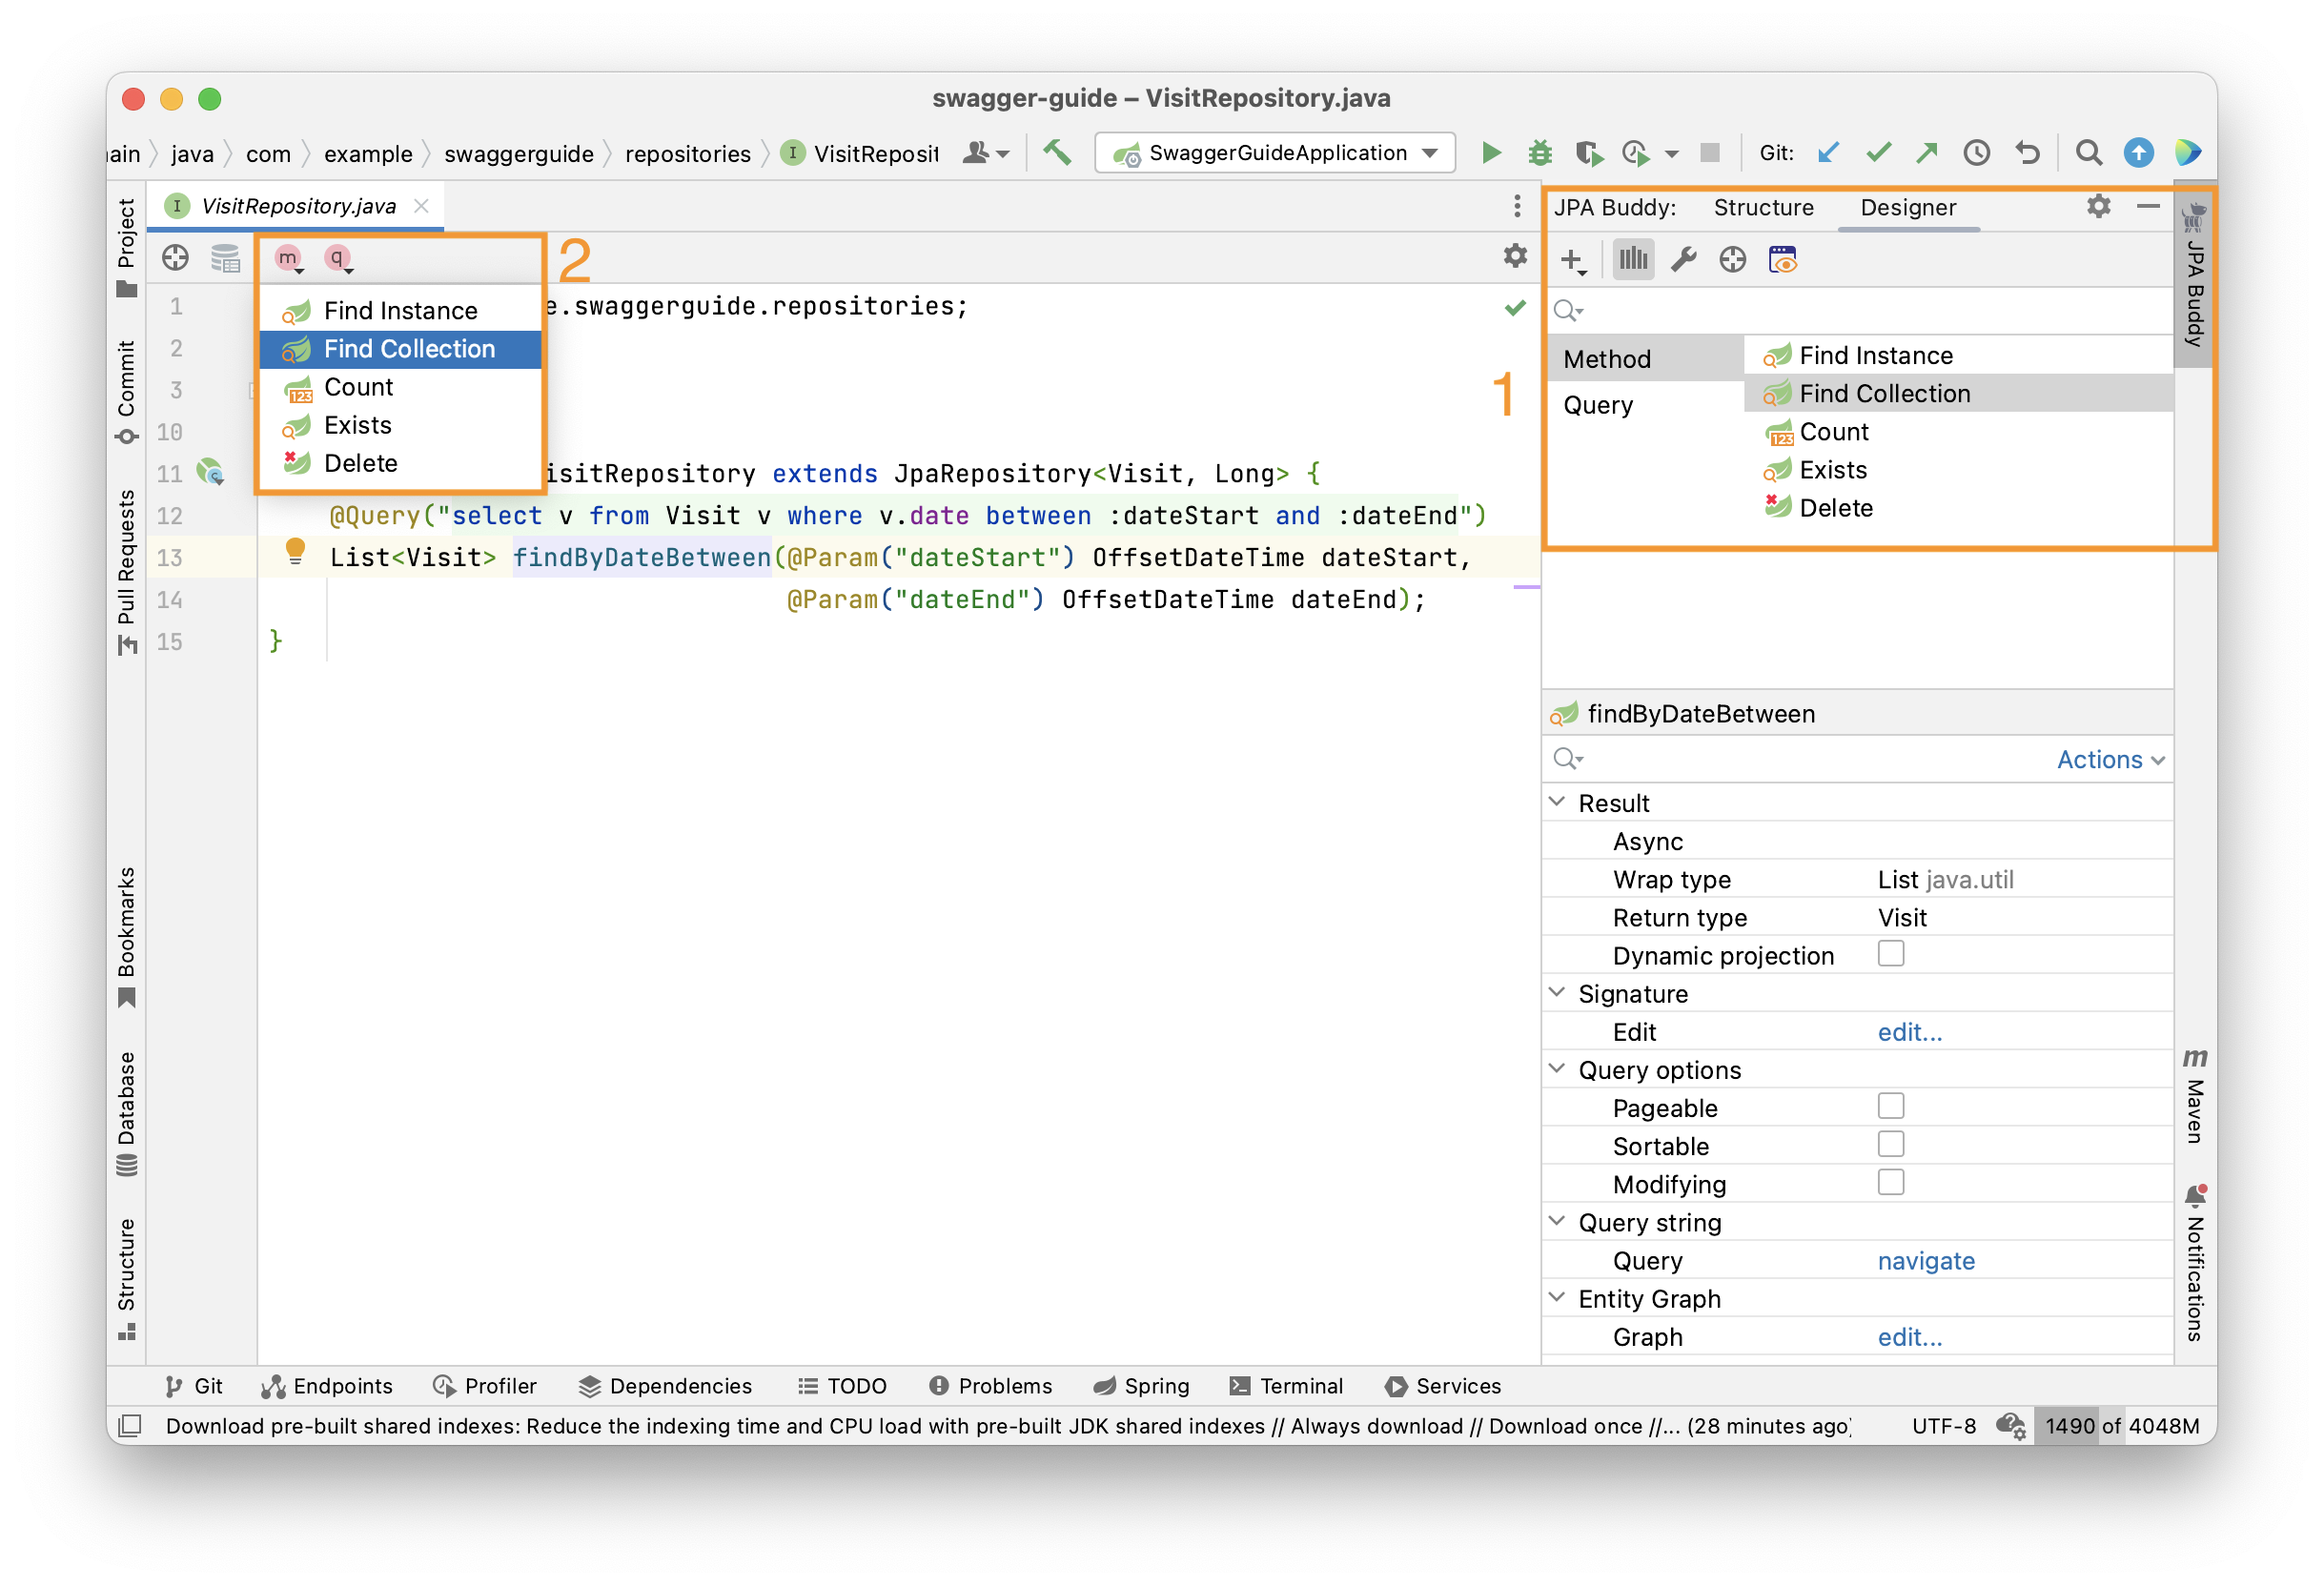 swagger-guide – VisitRepository.java
ain java com example swaggerguide repositories I VisitReposit SwaggerGuideApplication Git:
I VisitRepository.java
JPA Buddy: Structure Designer
m q 2
Find Instance
Find Collection
Count
123
Exists
Delete
1 e.swaggerguide.repositories;
2
3
10
11 isitRepository extends JpaRepository<Visit, Long> {
12 @Query("select v from Visit v where v.date between :dateStart and :dateEnd")
13 List<Visit> findByDateBetween(@Param("dateStart") OffsetDateTime dateStart,
14 @Param("dateEnd") OffsetDateTime dateEnd);
15 }
1
Method
Query
Find Instance
Find Collection
Count
123
Exists
Delete
findByDateBetween
Actions
Result
Async
Wrap type List java.util
Return type Visit
Dynamic projection
Signature
Edit edit...
Query options
Pageable
Sortable
Modifying
Query string
Query navigate
Entity Graph
Graph edit...
Project
Commit
Pull Requests
Bookmarks
Database
Structure
JPA Buddy
m
Maven
Notifications
Git Endpoints Profiler Dependencies TODO Problems Spring Terminal Services
Download pre-built shared indexes: Reduce the indexing time and CPU load with pre-built JDK shared indexes // Always download // Download once //... (28 minutes ago) UTF-8 1490 of 4048M